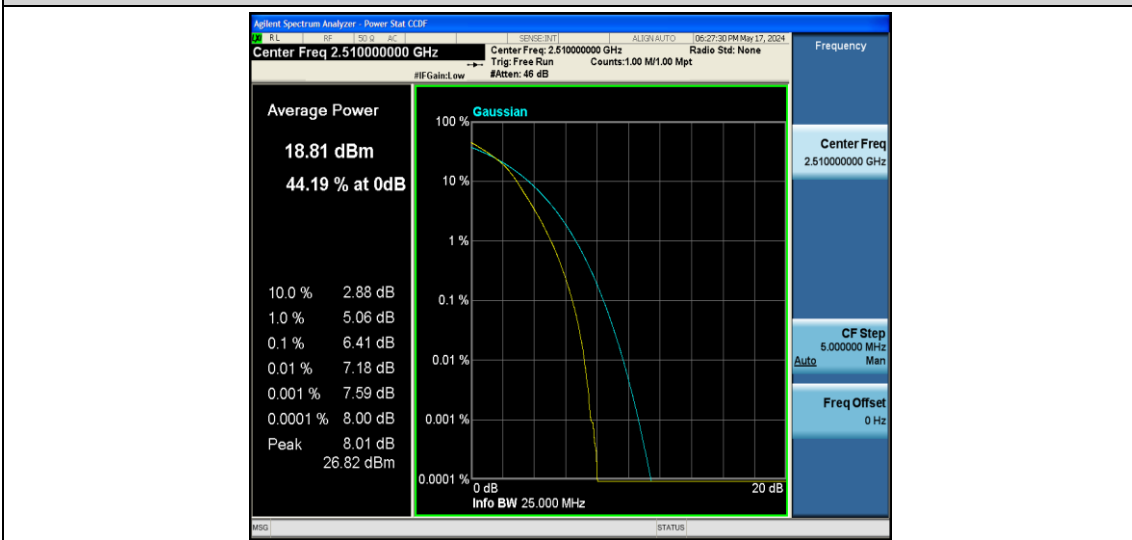 Agilent Spectrum Analyzer - Power Stat CCDF
RL RF 50 Ω AC SENSE:INT ALIGN AUTO 06:27:30 PM May 17, 2024
Center Freq 2.510000000 GHz
Center Freq: 2.510000000 GHz Radio Std: None
Trig: Free Run Counts:1.00 M/1.00 Mpt
#IFGain:Low #Atten: 46 dB
Frequency
Average Power
18.81 dBm
44.19 % at 0dB
10.0 % 2.88 dB
1.0 % 5.06 dB
0.1 % 6.41 dB
0.01 % 7.18 dB
0.001 % 7.59 dB
0.0001 % 8.00 dB
Peak 8.01 dB
26.82 dBm
Gaussian
100 %
10 %
1 %
0.1 %
0.01 %
0.001 %
0.0001 %
0 dB 20 dB
Info BW 25.000 MHz
Center Freq
2.510000000 GHz
CF Step
5.000000 MHz
Auto Man
Freq Offset
0 Hz
MSG STATUS